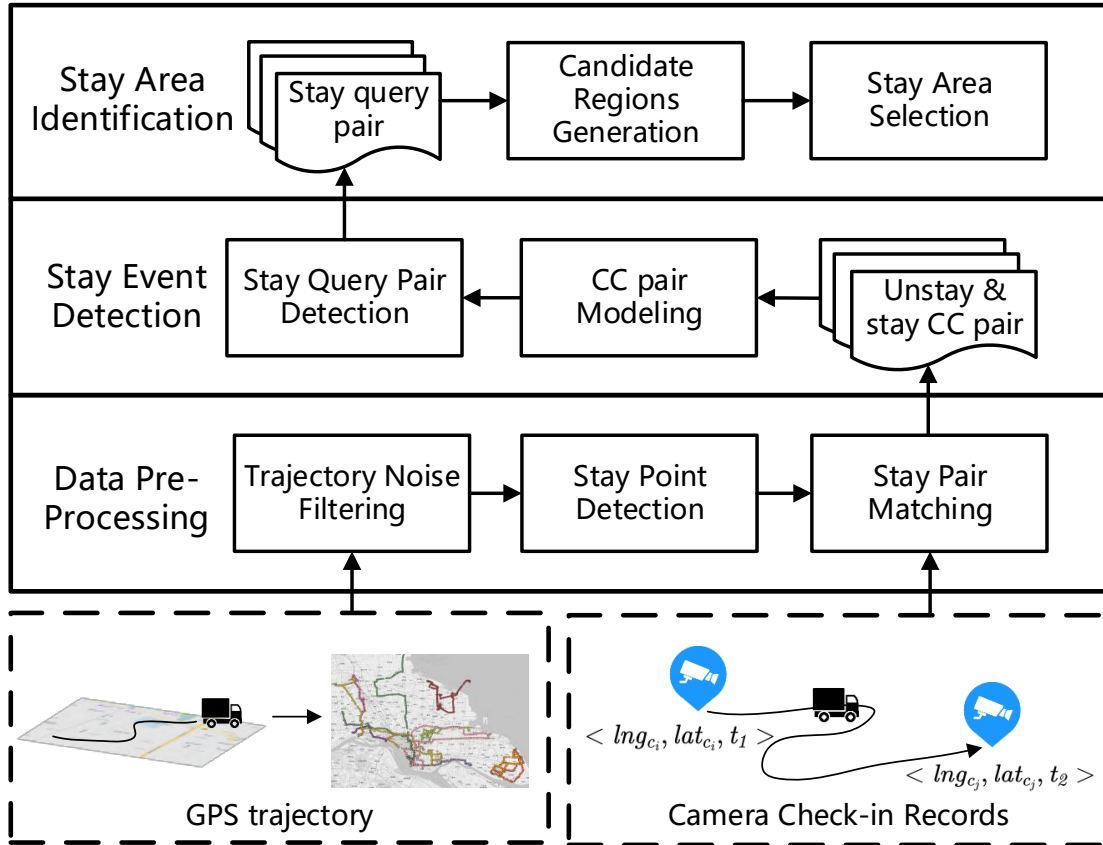 Stay Area
Identification
Stay query
pair
Candidate
Regions
Generation
Stay Area
Selection
Stay Event
Detection
Stay Query Pair
Detection
CC pair
Modeling
Unstay &
stay CC pair
Data Pre-
Processing
Trajectory Noise
Filtering
Stay Point
Detection
Stay Pair
Matching
< lng_{c_i}, lat_{c_i}, t_1 >
< lng_{c_j}, lat_{c_j}, t_2 >
GPS trajectory
Camera Check-in Records